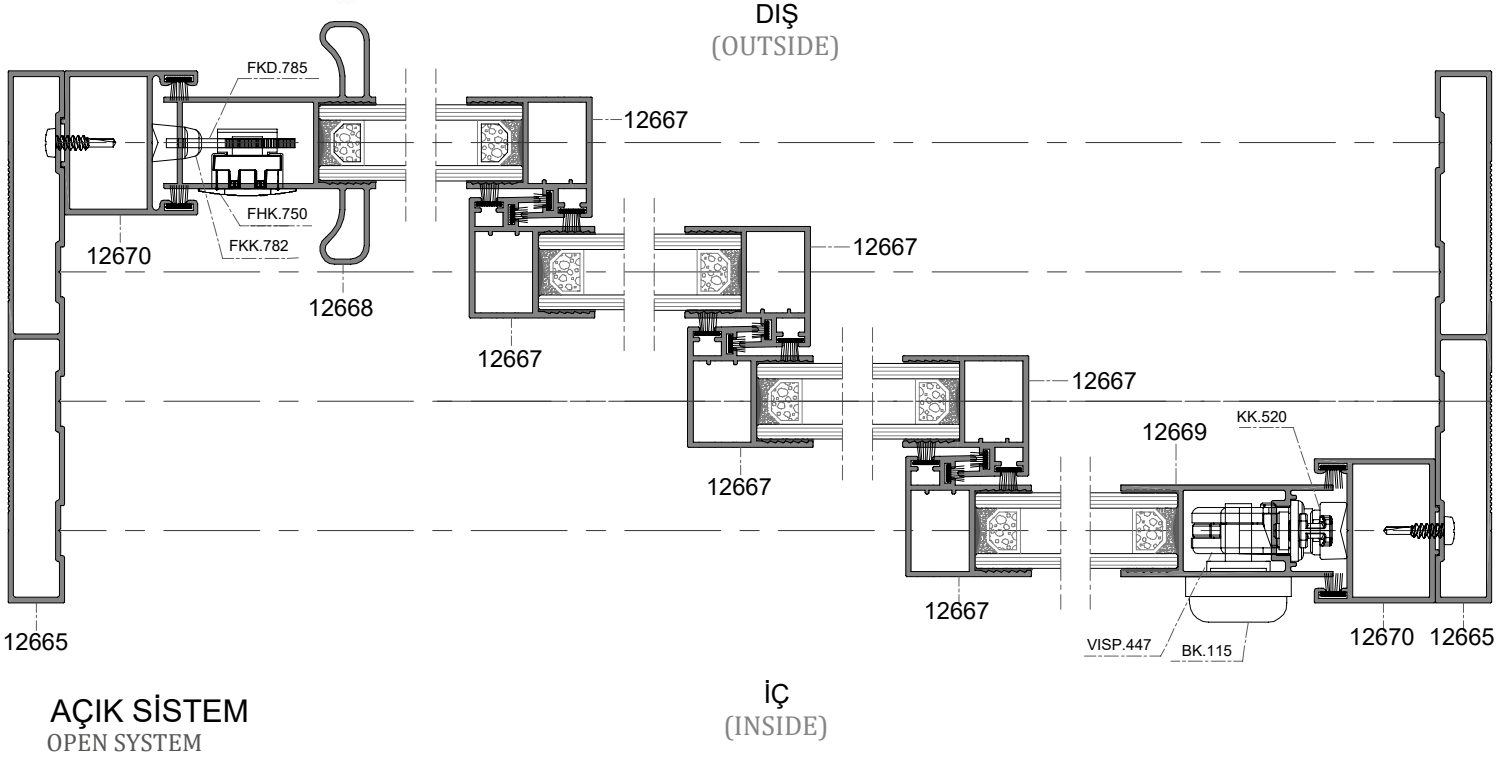 DIŞ
(OUTSIDE)
FKD.785
12667
FHK.750
FKK.782
12670
12667
12668
12667
12667
12669
KK.520
12667
12667
12665
VISP.447
BK.115
12670
12665
İÇ
(INSIDE)
AÇIK SİSTEM
OPEN SYSTEM